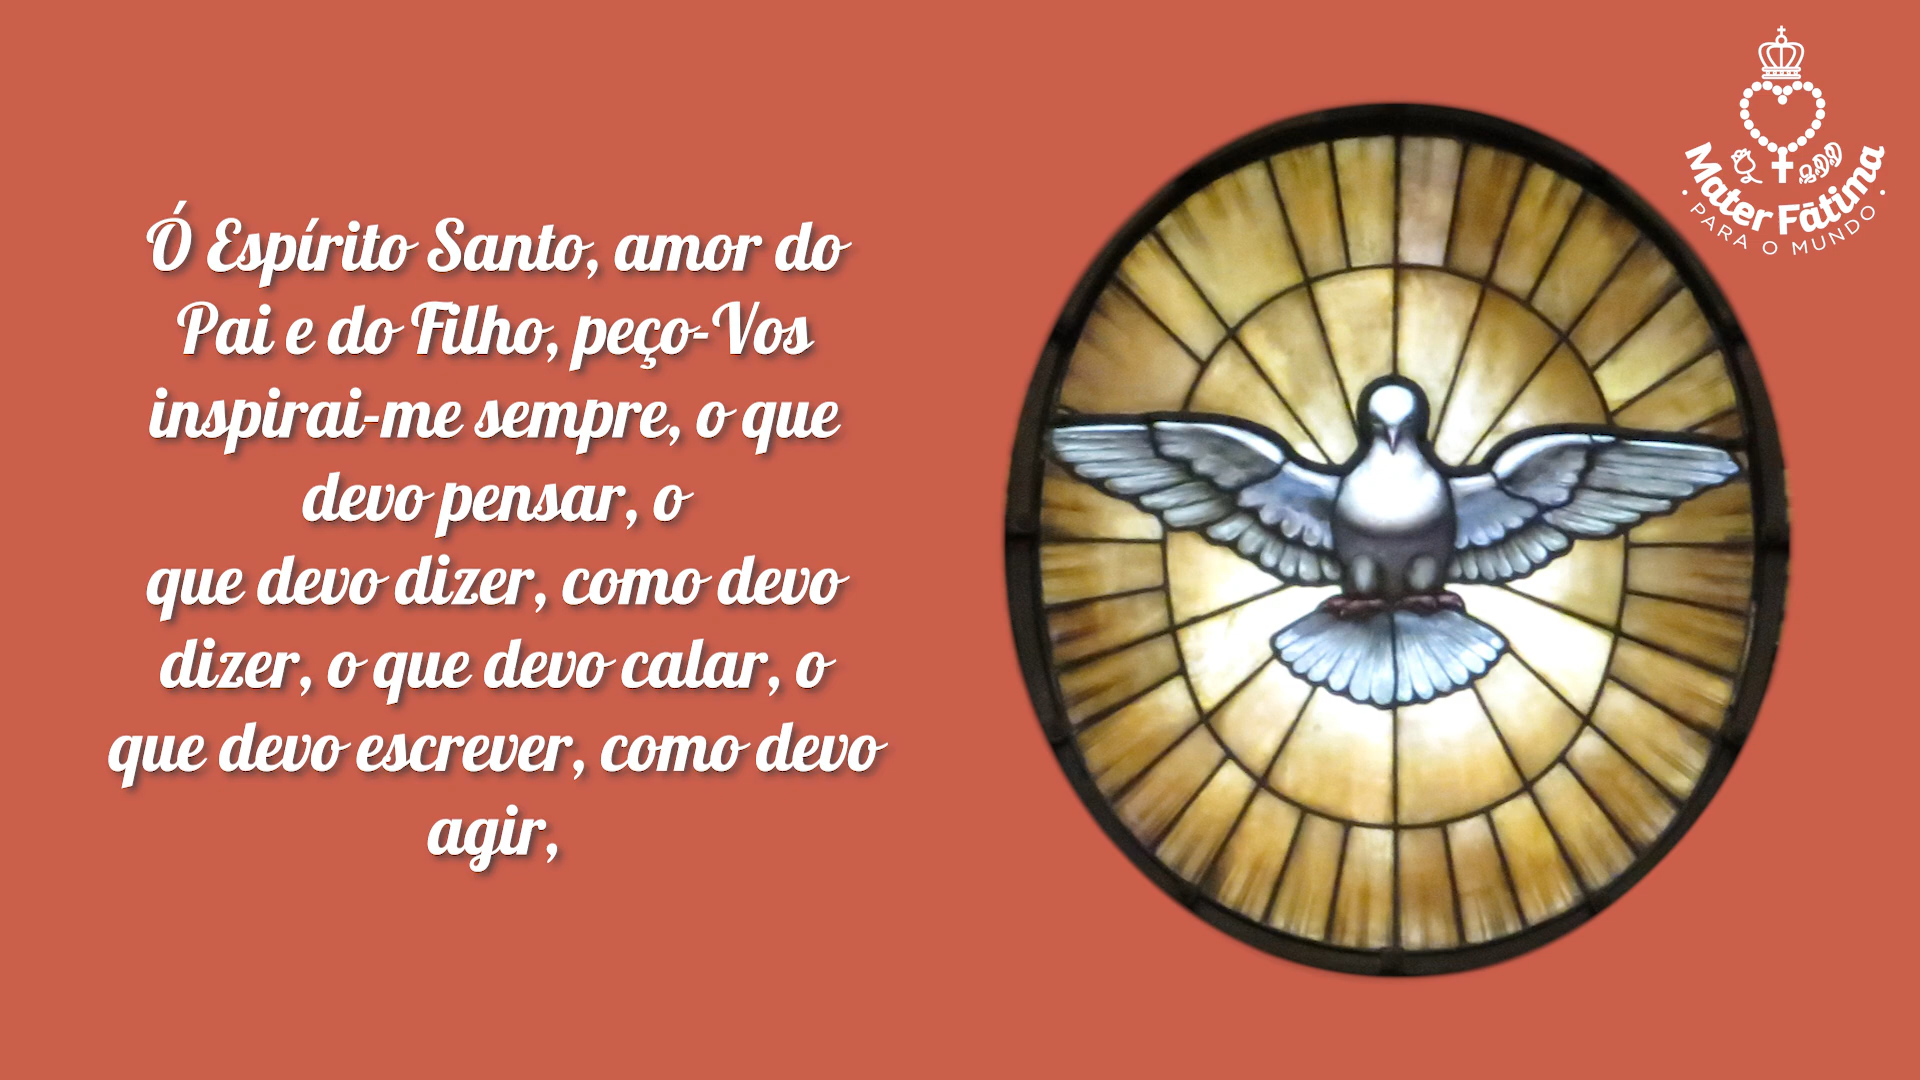 Ó Espírito Santo, amor do
Pai e do Filho, peço-Vos
inspirai-me sempre, o que
devo pensar, o
que devo dizer, como devo
dizer, o que devo calar, o
que devo escrever, como devo
agir,
Mater Fátima
• PARA O MUNDO •